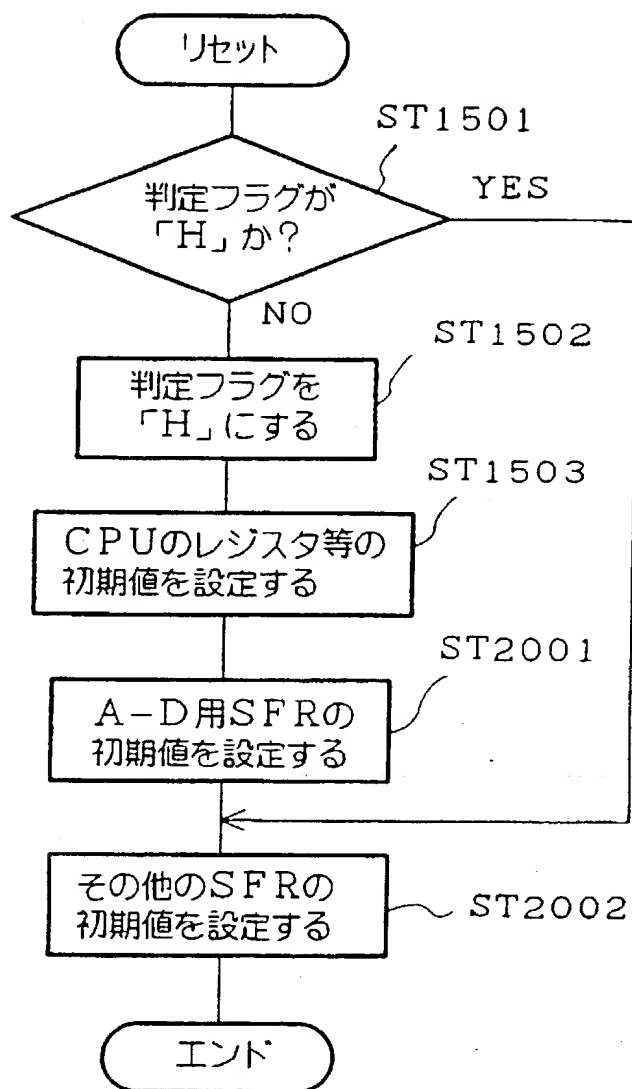 リセット
ST1501
判定フラグが
「H」か？
YES
NO
ST1502
判定フラグを
「H」にする
ST1503
CPUのレジスタ等の
初期値を設定する
ST2001
A-D用SFRの
初期値を設定する
その他のSFRの
初期値を設定する
ST2002
エンド